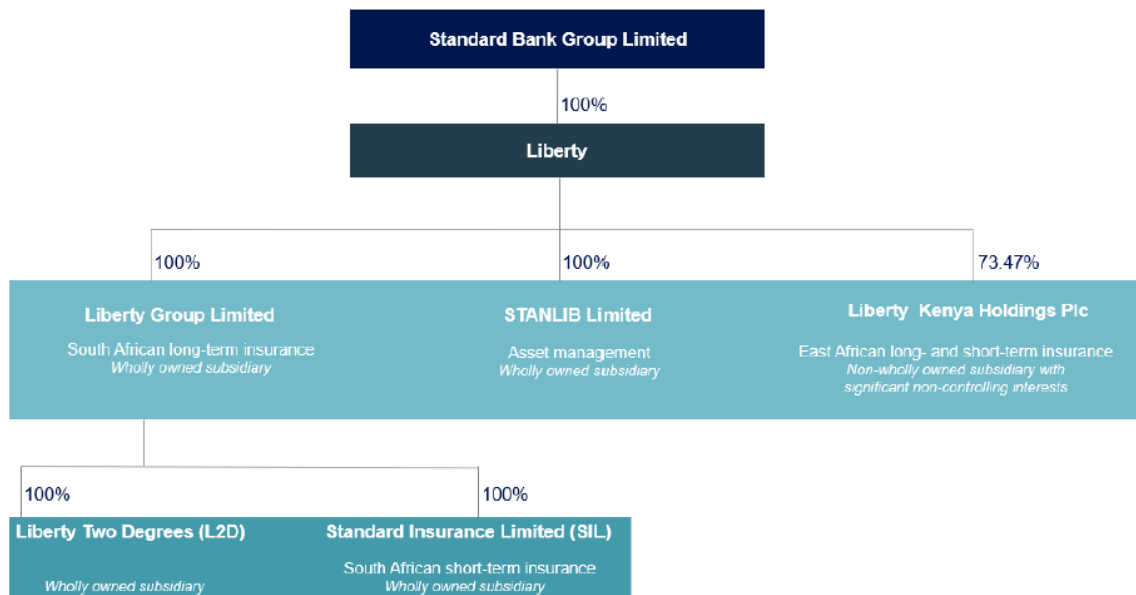 Standard Bank Group Limited
100%
Liberty
100%
100%
73.47%
Liberty Group Limited
South African long-term insurance
Wholly owned subsidiary
STANLIB Limited
Asset management
Wholly owned subsidiary
Liberty Kenya Holdings Plc
East African long- and short-term insurance
Non-wholly owned subsidiary with
significant non-controlling interests
100%
100%
Liberty Two Degrees (L2D)
Wholly owned subsidiary
Standard Insurance Limited (SIL)
South African short-term insurance
Wholly owned subsidiary